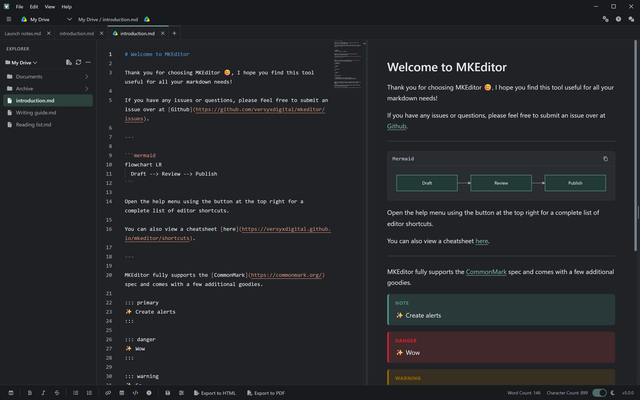 File Edit View Help
My Drive
My Drive / introduction.md
Launch notes.md
introduction.md
introduction.md
EXPLORER
My Drive
Documents
Archive
introduction.md
Writing guide.md
Reading list.md
1 # Welcome to MKEditor
2
3 Thank you for choosing MKEditor 😊, I hope you find this tool
useful for all your markdown needs!
4
5 If you have any issues or questions, please feel free to submit an
issue over at [Github](https://github.com/versyxdigital/mkeditor/
issues).
6
7 ---
8
9 ```mermaid
10 flowchart LR
11 Draft --> Review --> Publish
12 ```
13
14 Open the help menu using the button at the top right for a
complete list of editor shortcuts.
15
16 You can also view a cheatsheet [here](https://versyxdigital.github.
io/mkeditor/shortcuts).
17
18 ---
19
20 MKEditor fully supports the [CommonMark](https://commonmark.org/)
spec and comes with a few additional goodies.
21
22 ::: primary
23 ✨ Create alerts
24 :::
25
26 ::: danger
27 ✨ Wow
28 :::
29
30 ::: warning
Welcome to MKEditor
Thank you for choosing MKEditor 😊, I hope you find this tool useful for all your
markdown needs!
If you have any issues or questions, please feel free to submit an issue over at
Github.
Mermaid
Draft Review Publish
Open the help menu using the button at the top right for a complete list of
editor shortcuts.
You can also view a cheatsheet here.
MKEditor fully supports the CommonMark spec and comes with a few additional
goodies.
NOTE
✨ Create alerts
DANGER
✨ Wow
WARNING
Export to HTML
Export to PDF
Word Count: 146 Character Count: 899
v5.0.0